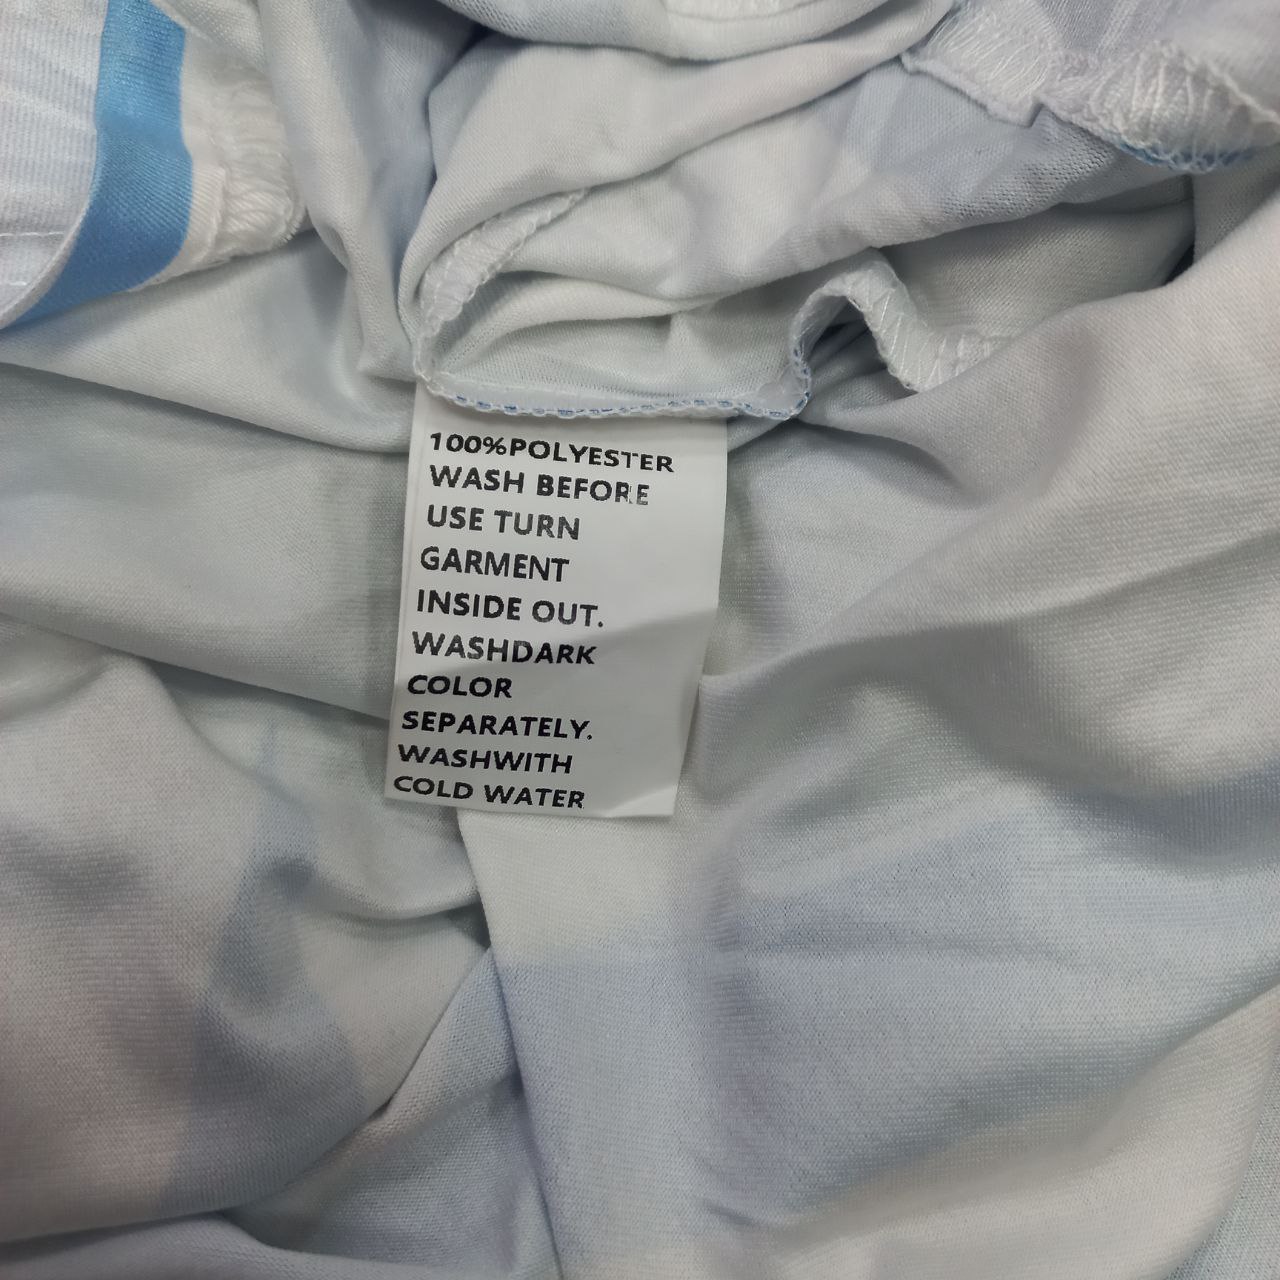 100%POLYESTER
WASH BEFORE
USE TURN
GARMENT
INSIDE OUT.
WASHDARK
COLOR
SEPARATELY.
WASHWITH
COLD WATER